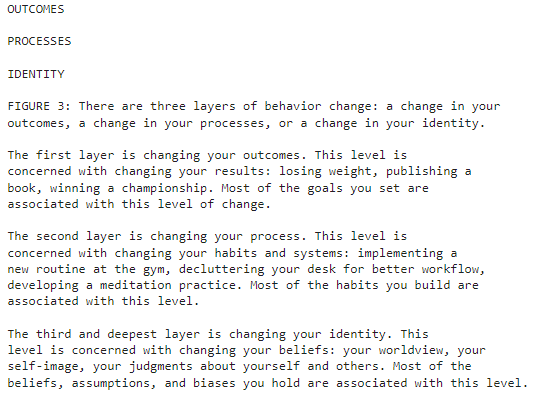 OUTCOMES
PROCESSES
IDENTITY
FIGURE 3: There are three layers of behavior change: a change in your
outcomes, a change in your processes, or a change in your identity.
The first layer is changing your outcomes. This level is
concerned with changing your results: losing weight, publishing a
book, winning a championship. Most of the goals you set are
associated with this level of change.
The second layer is changing your process. This level is
concerned with changing your habits and systems: implementing a
new routine at the gym, decluttering your desk for better workflow,
developing a meditation practice. Most of the habits you build are
associated with this level.
The third and deepest layer is changing your identity. This
level is concerned with changing your beliefs: your worldview, your
self-image, your judgments about yourself and others. Most of the
beliefs, assumptions, and biases you hold are associated with this level.